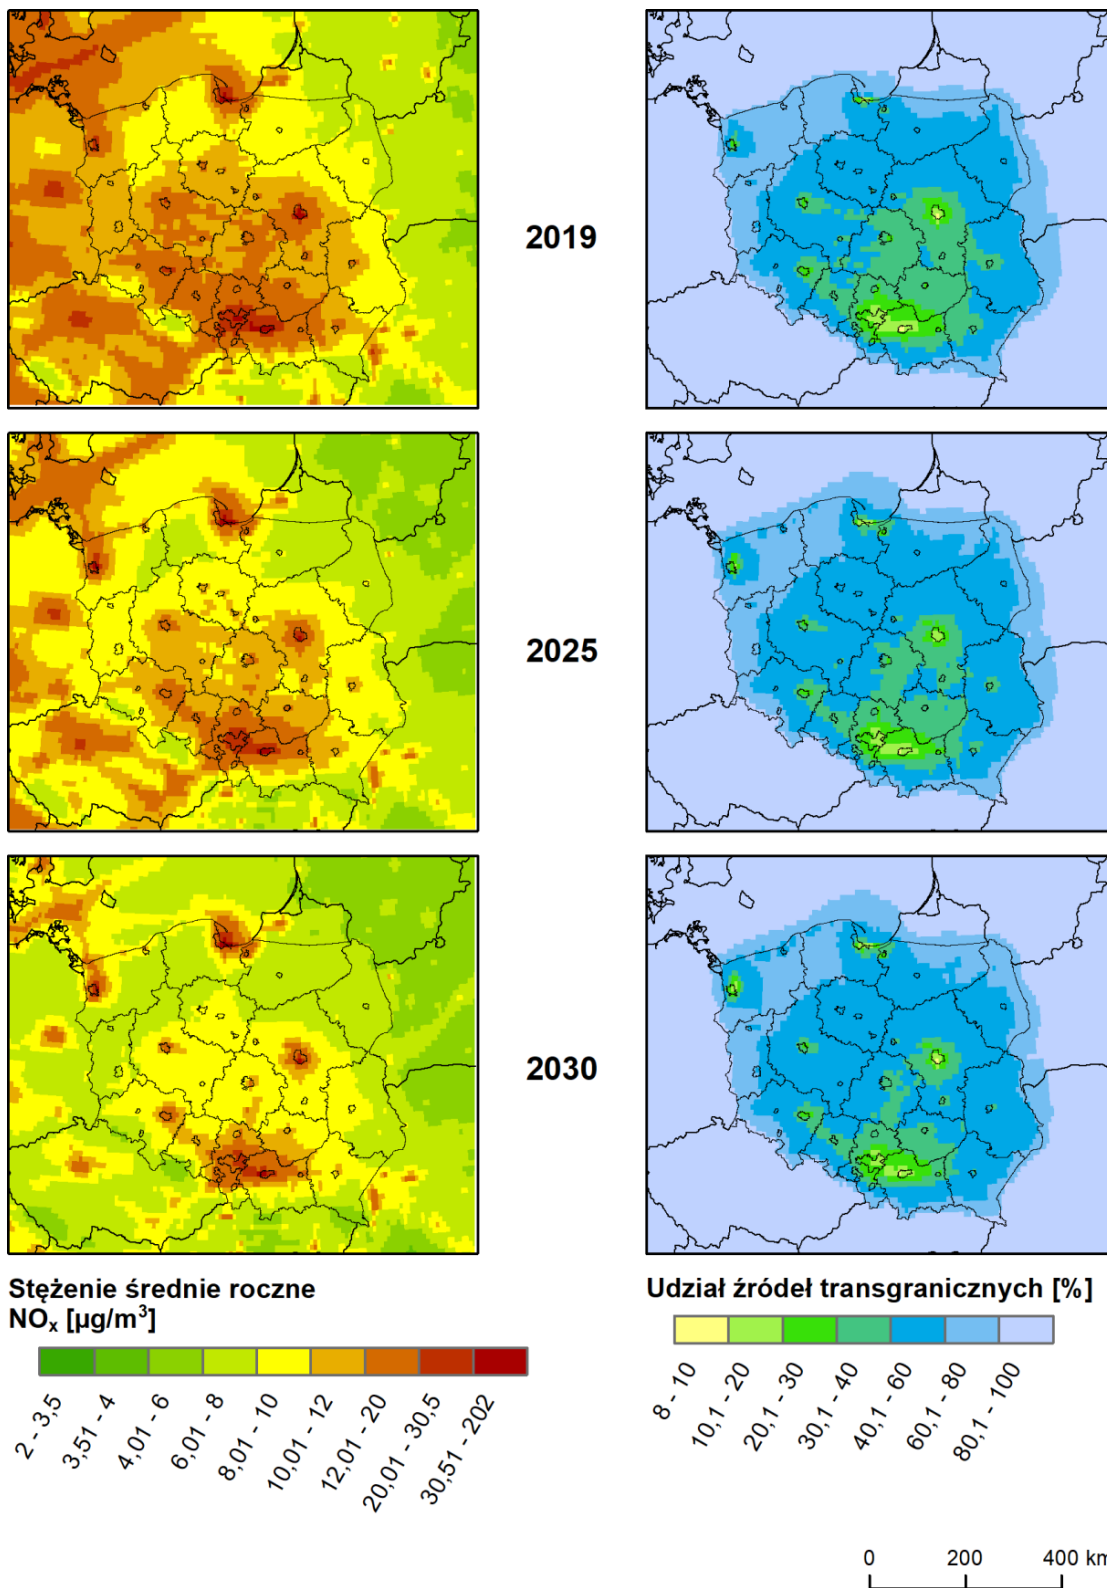 2019
2025
2030
Stężenie średnie roczne
NOₓ [µg/m³]
2 - 3,5
3,51 - 4
4,01 - 6
6,01 - 8
8,01 - 10
10,01 - 12
12,01 - 20
20,01 - 30,5
30,51 - 202
Udział źródeł transgranicznych [%]
8 - 10
10,1 - 20
20,1 - 30
30,1 - 40
40,1 - 60
60,1 - 80
80,1 - 100
0 200 400 km